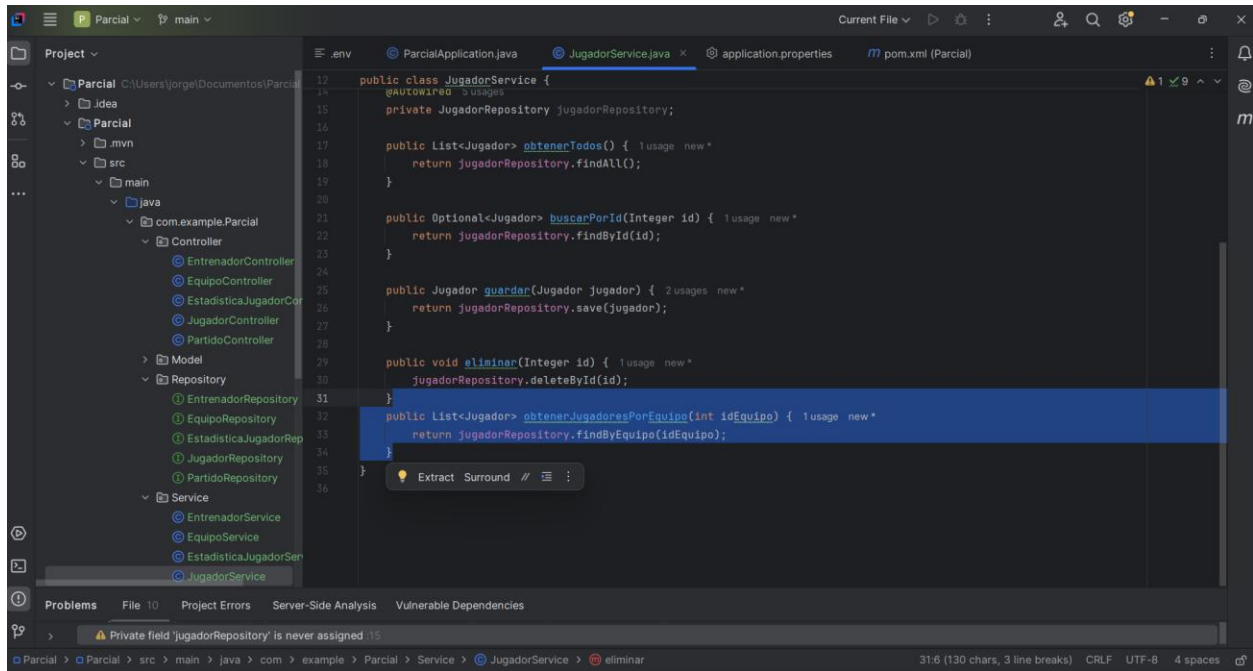 P Parcial main Current File
Project
.env ParcialApplication.java JugadorService.java application.properties m pom.xml (Parcial)
Parcial C:\Users\jorge\Documentos\Parcial
.idea
Parcial
.mvn
src
main
java
com.example.Parcial
Controller
EntrenadorController
EquipoController
EstadisticaJugadorCor
JugadorController
PartidoController
Model
Repository
EntrenadorRepository
EquipoRepository
EstadisticaJugadorRep
JugadorRepository
PartidoRepository
Service
EntrenadorService
EquipoService
EstadisticaJugadorSer
JugadorService
12 public class JugadorService {
14 @Autowired 5 usages
15 private JugadorRepository jugadorRepository;
16
17 public List<Jugador> obtenerTodos() { 1 usage new *
18 return jugadorRepository.findAll();
19 }
20
21 public Optional<Jugador> buscarPorId(Integer id) { 1 usage new *
22 return jugadorRepository.findById(id);
23 }
24
25 public Jugador guardar(Jugador jugador) { 2 usages new *
26 return jugadorRepository.save(jugador);
27 }
28
29 public void eliminar(Integer id) { 1 usage new *
30 jugadorRepository.deleteById(id);
31 }
32 public List<Jugador> obtenerJugadoresPorEquipo(int idEquipo) { 1 usage new *
33 return jugadorRepository.findByEquipo(idEquipo);
34 }
35 }
36
1 9
Extract Surround //
m
Problems File 10 Project Errors Server-Side Analysis Vulnerable Dependencies
Private field 'jugadorRepository' is never assigned :15
Parcial > Parcial > src > main > java > com > example > Parcial > Service > JugadorService > eliminar 31:6 (130 chars, 3 line breaks) CRLF UTF-8 4 spaces